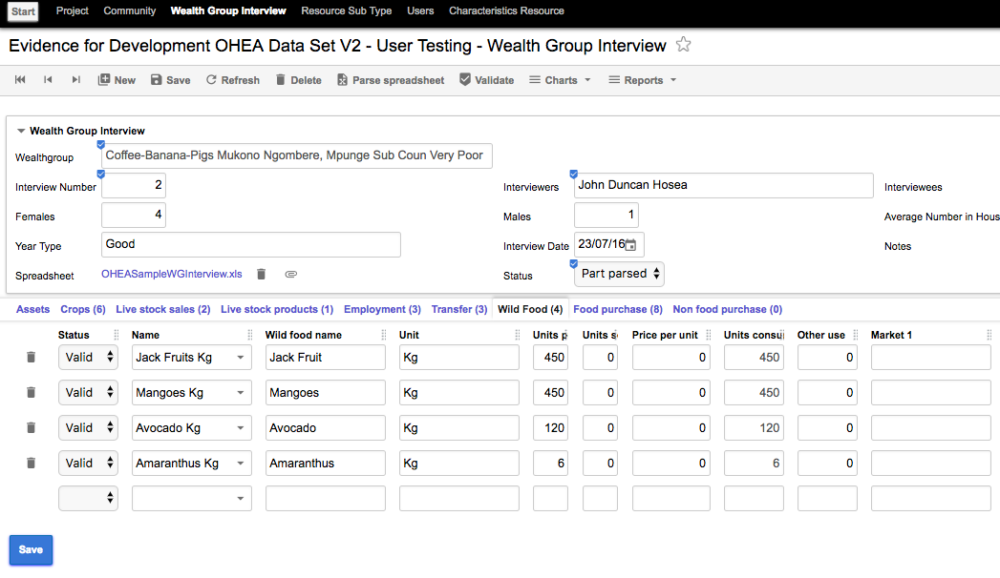 Start Project Community Wealth Group Interview Resource Sub Type Users Characteristics Resource
Evidence for Development OHEA Data Set V2 - User Testing - Wealth Group Interview
New Save Refresh Delete Parse spreadsheet Validate Charts Reports
Wealth Group Interview
Wealthgroup Coffee-Banana-Pigs Mukono Ngombere, Mpunge Sub Coun Very Poor
Interview Number 2 Interviewers John Duncan Hosea Interviewees
Females 4 Males 1 Average Number in Hous
Year Type Good Interview Date 23/07/16 Notes
Spreadsheet OHEASampleWGInterview.xls Status Part parsed
Assets Crops (6) Live stock sales (2) Live stock products (1) Employment (3) Transfer (3) Wild Food (4) Food purchase (8) Non food purchase (0)
Status Name Wild food name Unit Units p Units s Price per unit Units consu Other use Market 1
Valid Jack Fruits Kg Jack Fruit Kg 450 0 0 450 0
Valid Mangoes Kg Mangoes Kg 450 0 0 450 0
Valid Avocado Kg Avocado Kg 120 0 0 120 0
Valid Amaranthus Kg Amaranthus Kg 6 0 0 6 0
Save